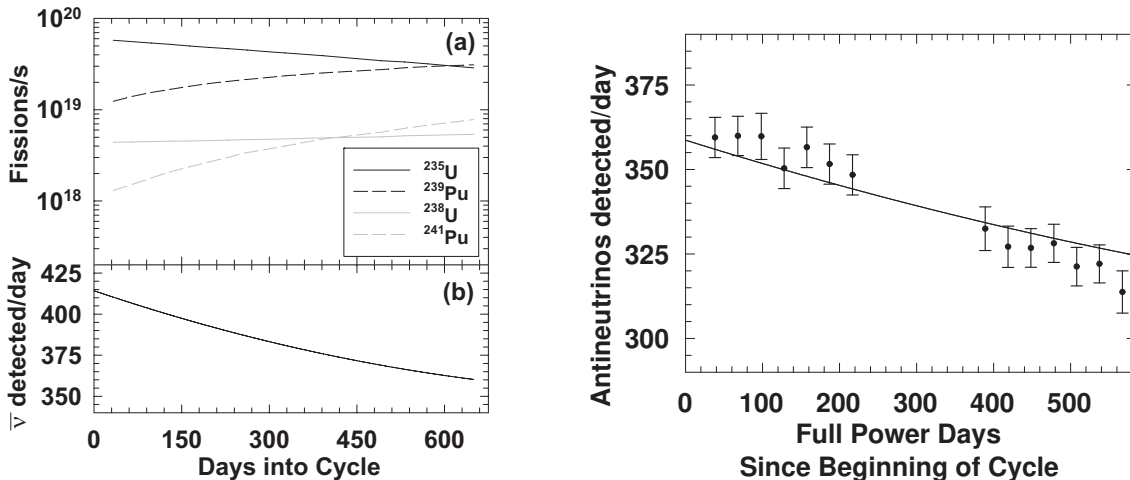 10²⁰
10¹⁹
10¹⁸
Fissions/s
(a)
²³⁵U
²³⁹Pu
²³⁸U
²⁴¹Pu
425
400
375
350
ν̅ detected/day
(b)
0 150 300 450 600
Days into Cycle
375
350
325
300
Antineutrinos detected/day
0 100 200 300 400 500
Full Power Days
Since Beginning of Cycle